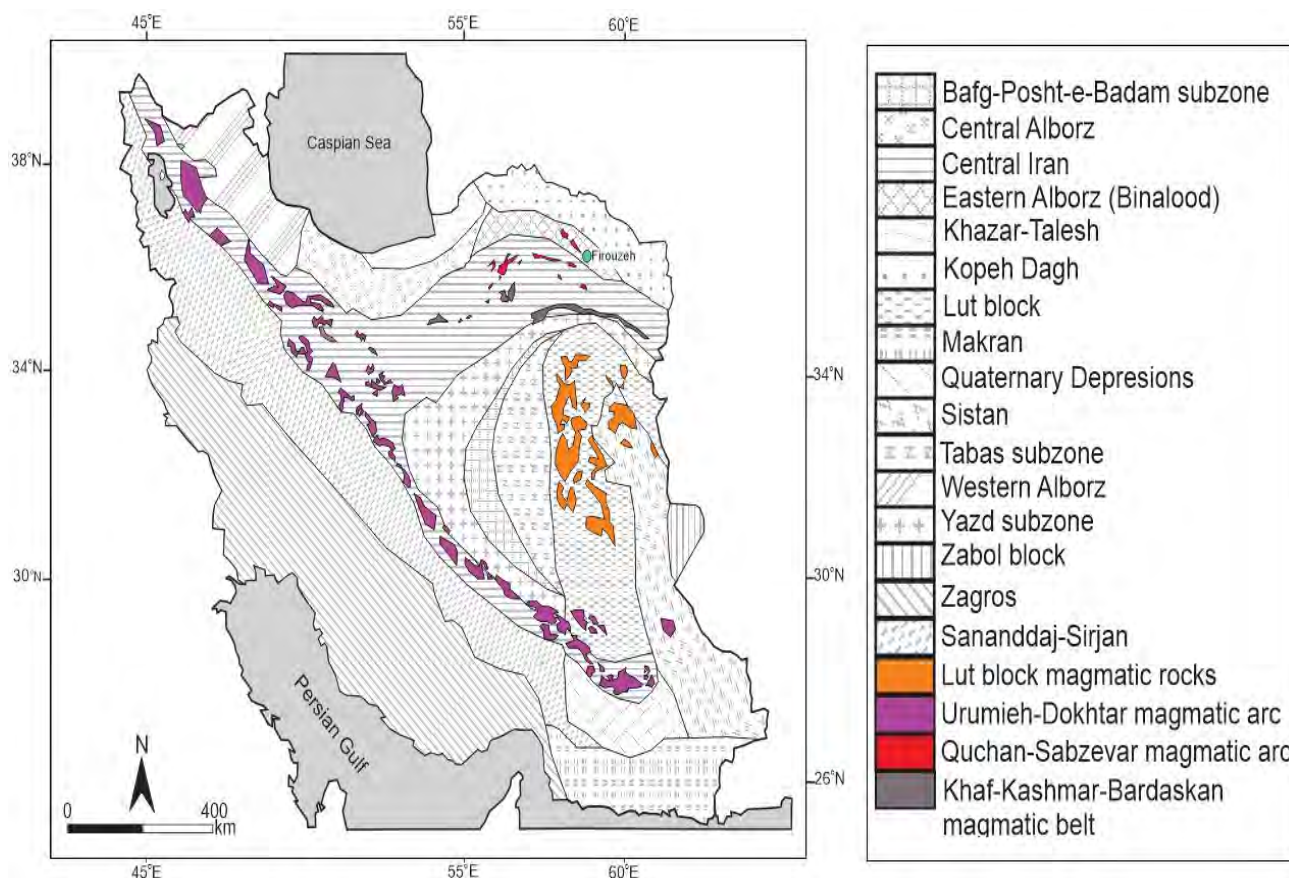 45°E 55°E 60°E
38°N
34°N
30°N
34°N
30°N
26°N
Caspian Sea
Firouzeh
Persian Gulf
N
0 400
km
45°E 55°E 60°E
Bafg-Posht-e-Badam subzone
Central Alborz
Central Iran
Eastern Alborz (Binalood)
Khazar-Talesh
Kopeh Dagh
Lut block
Makran
Quaternary Depresions
Sistan
Tabas subzone
Western Alborz
Yazd subzone
Zabol block
Zagros
Sananddaj-Sirjan
Lut block magmatic rocks
Urumieh-Dokhtar magmatic arc
Quchan-Sabzevar magmatic arc
Khaf-Kashmar-Bardaskan
magmatic belt